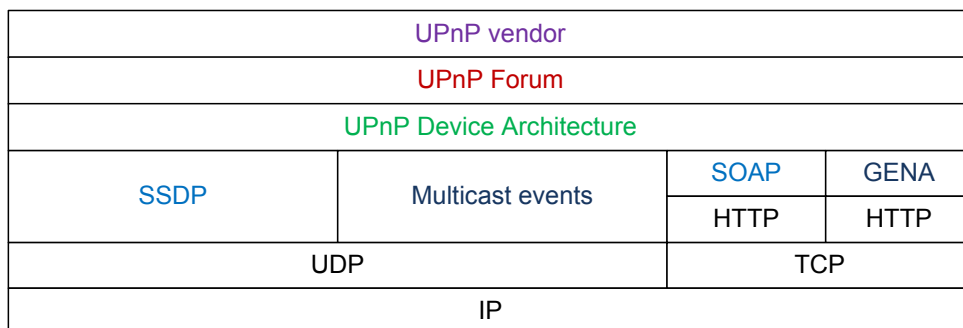 UPnP vendor
UPnP Forum
UPnP Device Architecture
SSDP
Multicast events
SOAP
GENA
HTTP
HTTP
UDP
TCP
IP